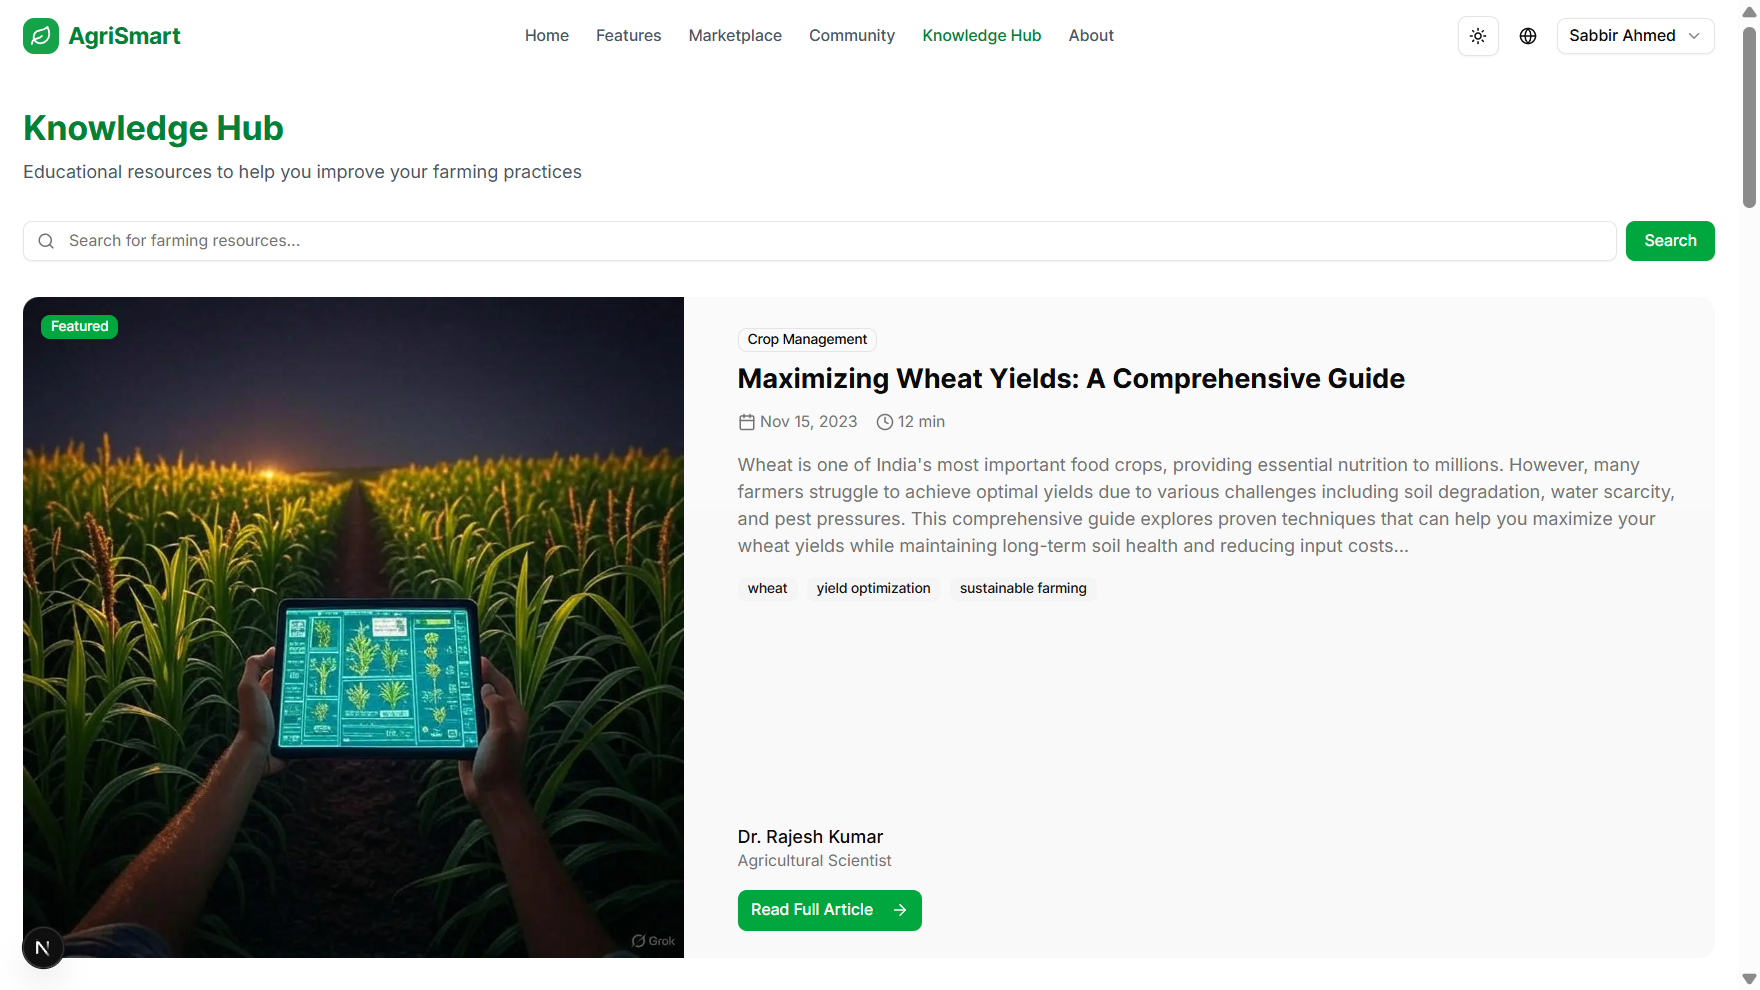 AgriSmart
Home Features Marketplace Community Knowledge Hub About
Sabbir Ahmed
Knowledge Hub
Educational resources to help you improve your farming practices
Search for farming resources...
Search
Featured
Grok
N
Crop Management
Maximizing Wheat Yields: A Comprehensive Guide
Nov 15, 2023 12 min
Wheat is one of India's most important food crops, providing essential nutrition to millions. However, many
farmers struggle to achieve optimal yields due to various challenges including soil degradation, water scarcity,
and pest pressures. This comprehensive guide explores proven techniques that can help you maximize your
wheat yields while maintaining long-term soil health and reducing input costs...
wheat yield optimization sustainable farming
Dr. Rajesh Kumar
Agricultural Scientist
Read Full Article